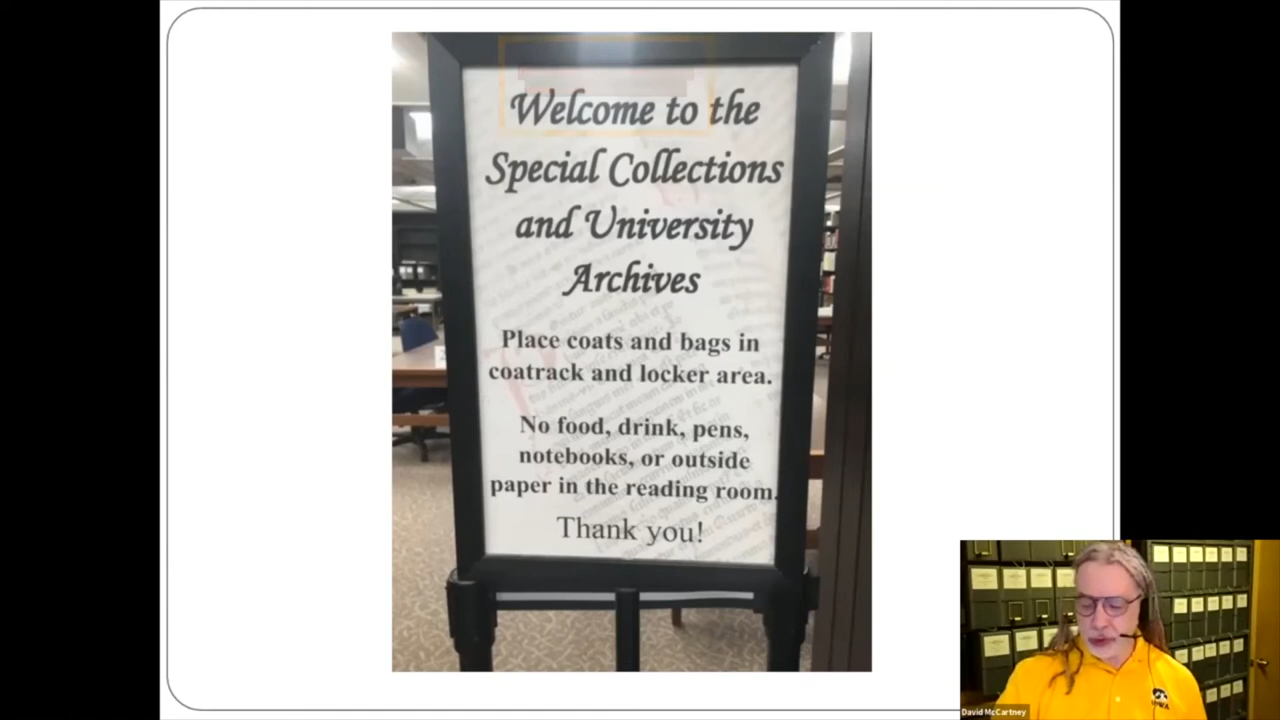 Welcome to the
Special Collections
and University
Archives
Place coats and bags in
coatrack and locker area.
No food, drink, pens,
notebooks, or outside
paper in the reading room.
Thank you!
IOWA
David McCartney